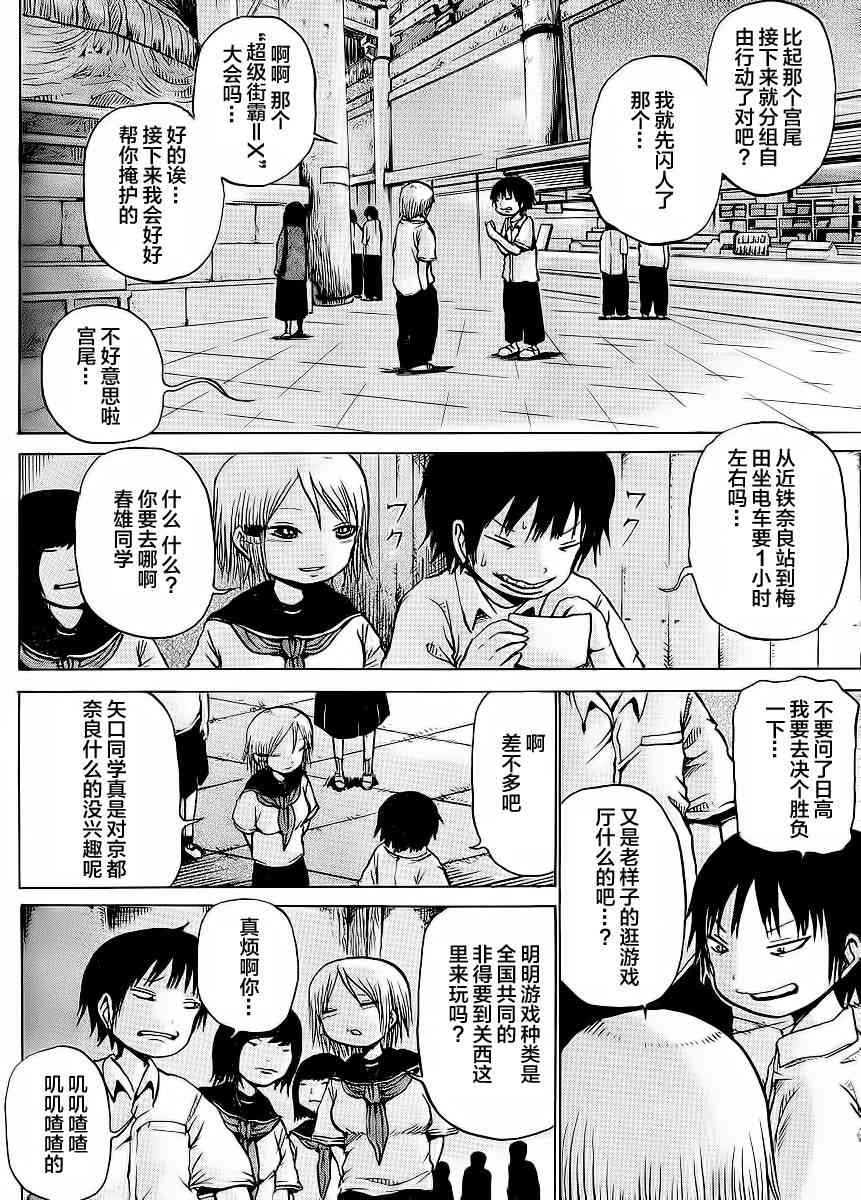 比起那个宫尾
接下来就分组自
由行动了对吧？
我就先闪人了
那个…
啊啊 那个
“超级街霸ⅡX”
大会吗…
好的诶…
接下来我会好好
帮你掩护的
不好意思啦
宫尾…
从近铁奈良站到梅
田坐电车要1小时
左右吗…
什么 什么？
你要去哪啊
春雄同学
不要问了日高
我要去决个胜负
一下…
又是老样子的逛游戏
厅什么的吧…？
啊
差不多吧
矢口同学真是对京都
奈良什么的没兴趣呢
明明游戏种类是
全国共同的
非得要到关西这
里来玩吗？
真烦啊你…
叽叽喳喳
叽叽喳喳的